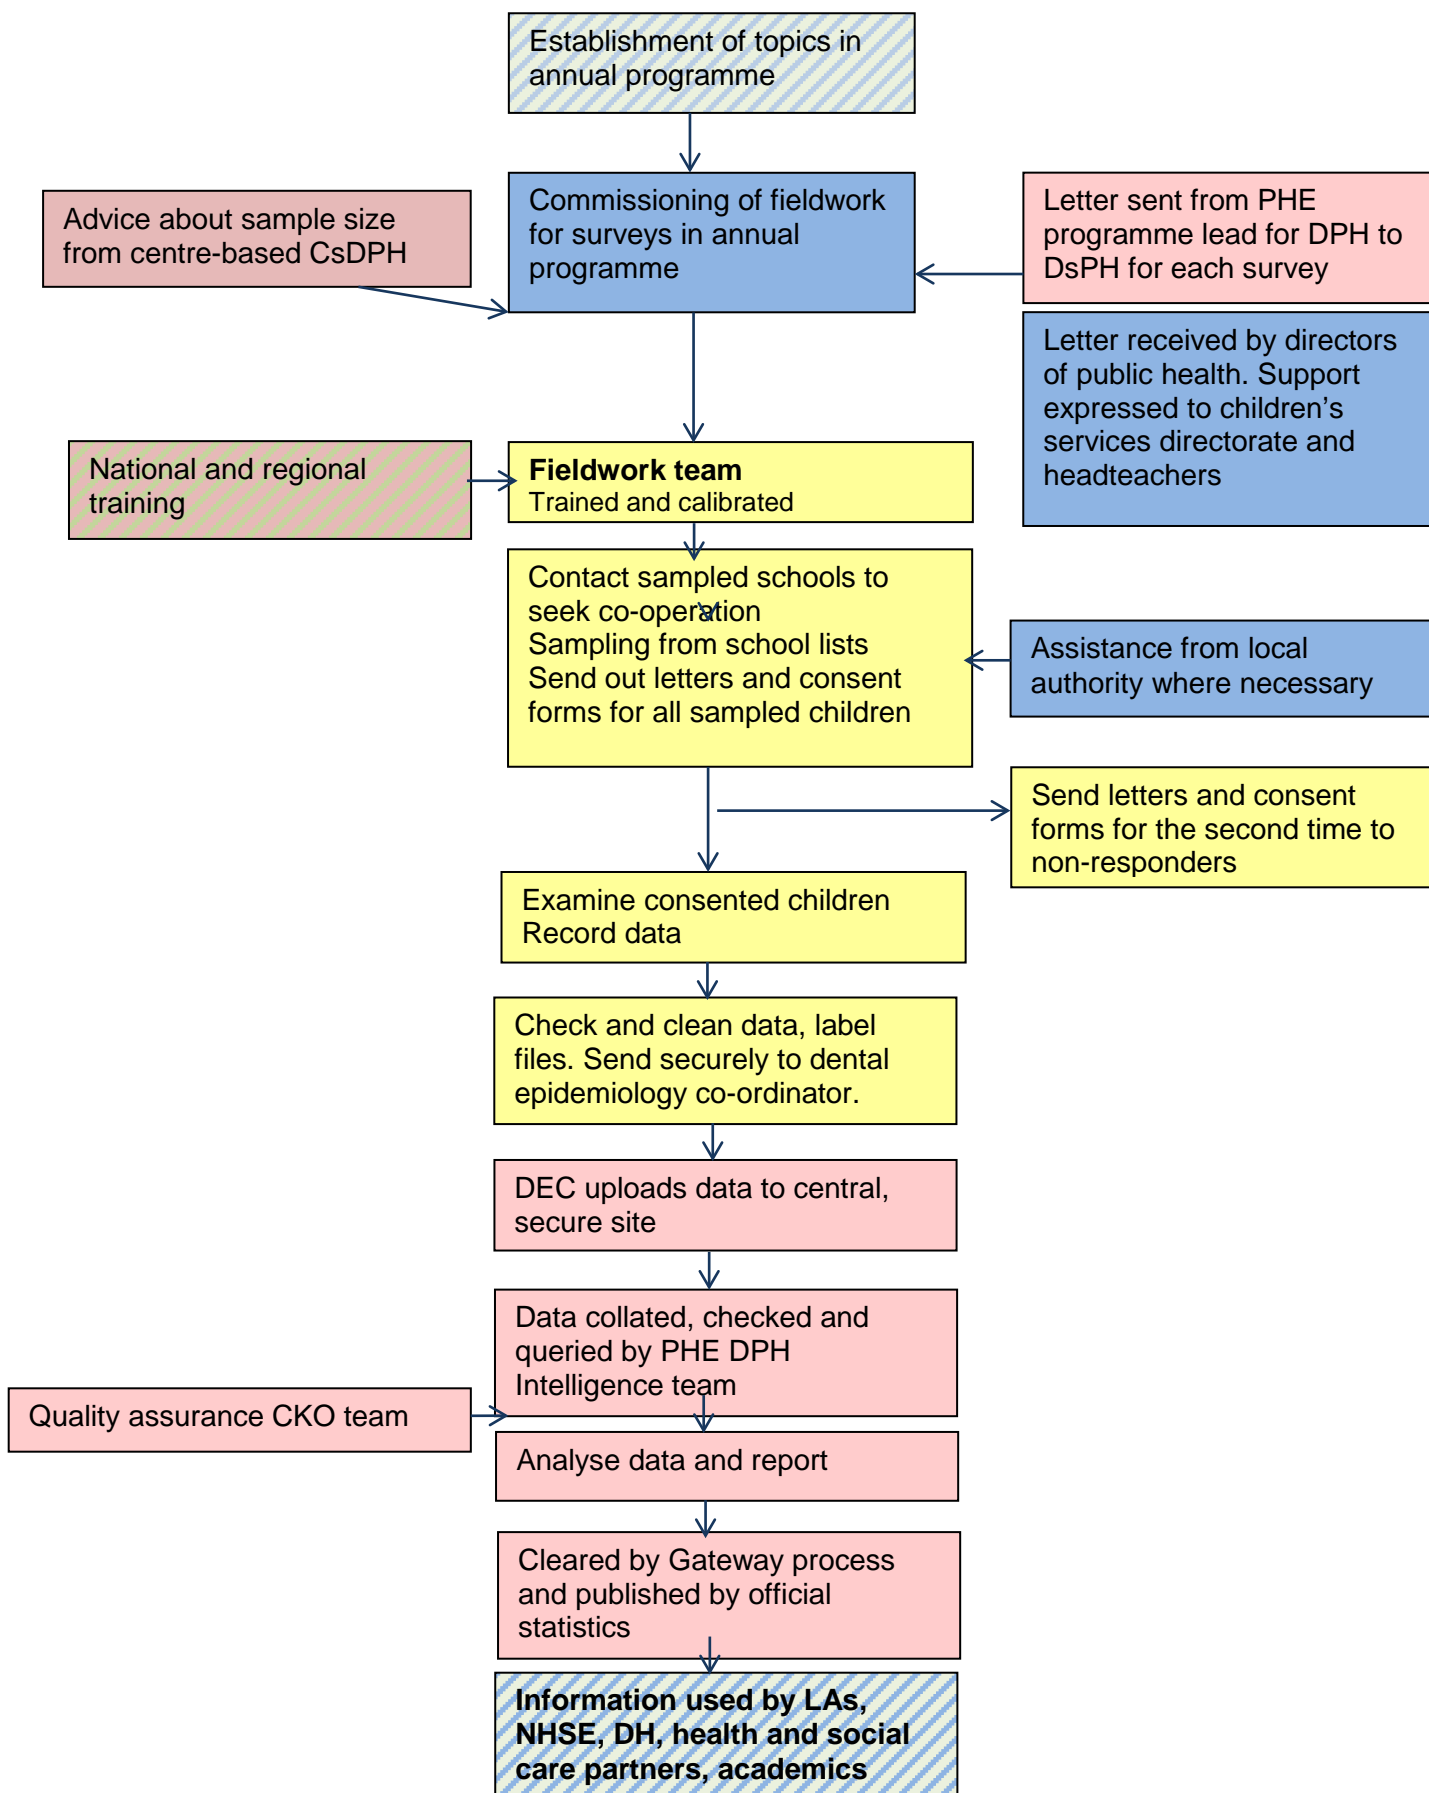 Establishment of topics in
annual programme
Commissioning of fieldwork
for surveys in annual
programme
Advice about sample size
from centre-based CsDPH
Letter sent from PHE
programme lead for DPH to
DsPH for each survey
Letter received by directors
of public health. Support
expressed to children’s
services directorate and
headteachers
National and regional
training
Fieldwork team
Trained and calibrated
Contact sampled schools to
seek co-operation
Sampling from school lists
Send out letters and consent
forms for all sampled children
Assistance from local
authority where necessary
Send letters and consent
forms for the second time to
non-responders
Examine consented children
Record data
Check and clean data, label
files. Send securely to dental
epidemiology co-ordinator.
DEC uploads data to central,
secure site
Data collated, checked and
queried by PHE DPH
Intelligence team
Quality assurance CKO team
Analyse data and report
Cleared by Gateway process
and published by official
statistics
Information used by LAs,
NHSE, DH, health and social
care partners, academics